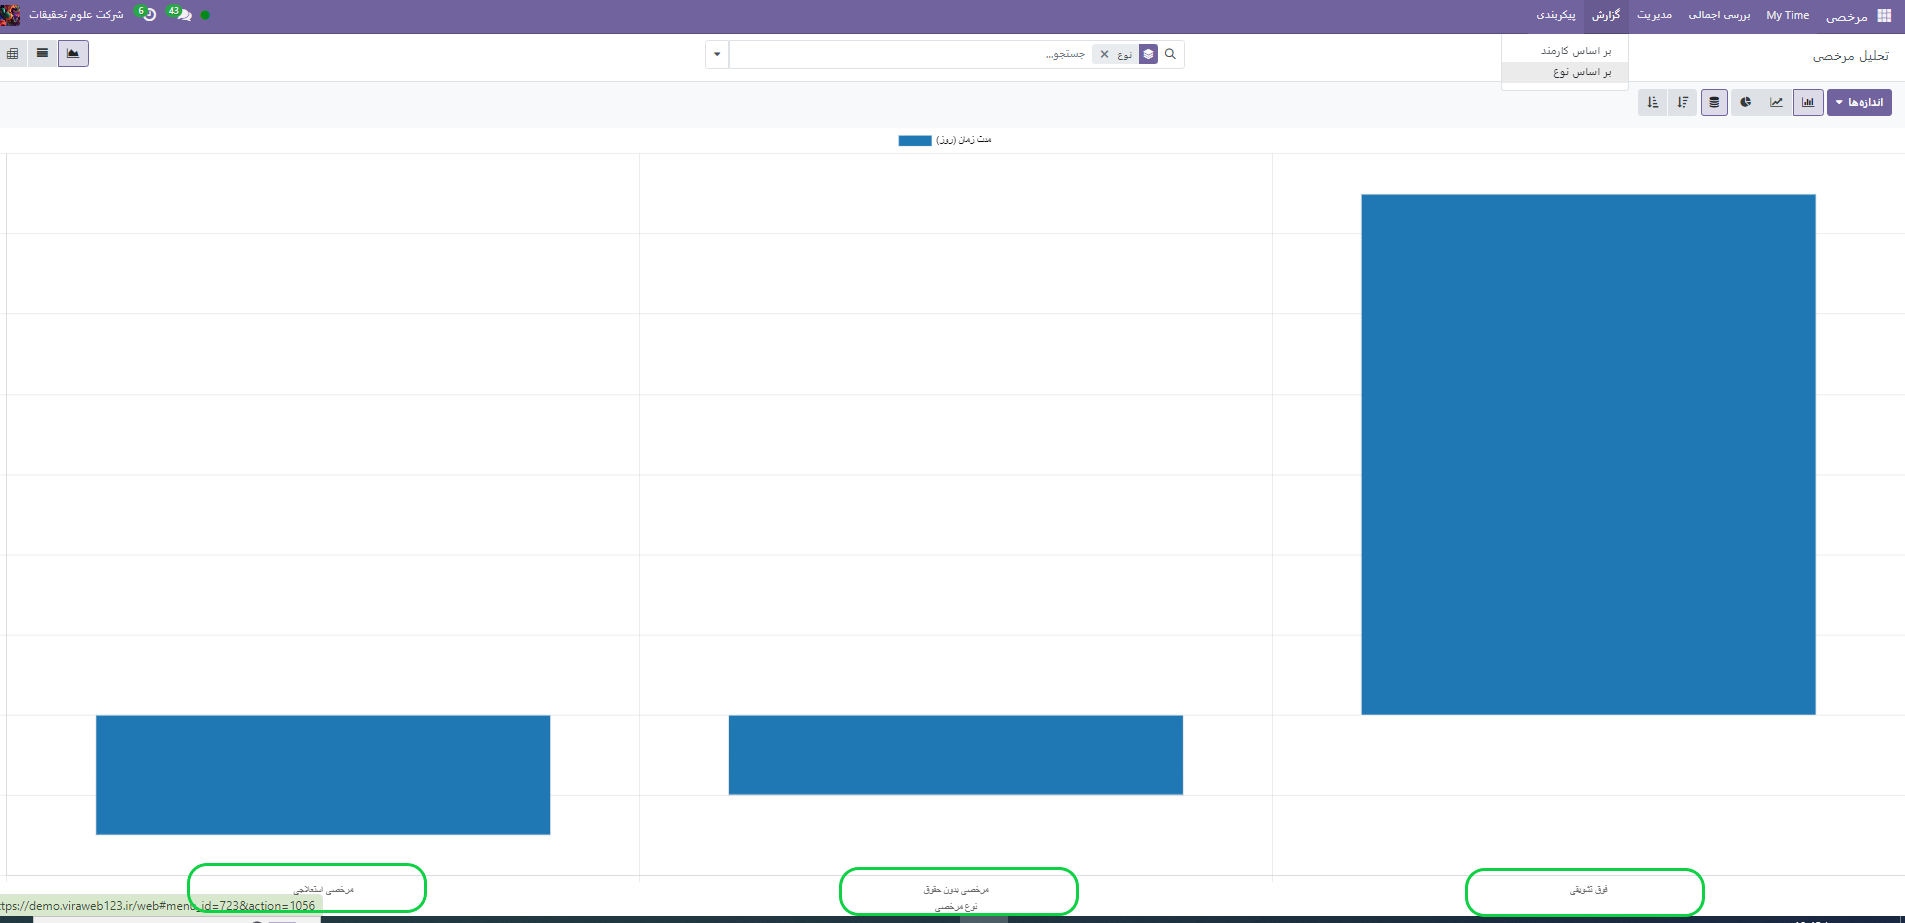 مرخصی My Time بررسی اجمالی مدیریت گزارش پیکربندی 43 6 شرکت علوم تحقیقات
تحلیل مرخصی نوع جستجو...
بر اساس کارمند
بر اساس نوع
اندازه‌ها
مدت زمان (روز)
فوق تشویقی مرخصی بدون حقوق مرخصی استعلاجی
نوع مرخصی
ttps://demo.viraweb123.ir/web#menu_id=723&action=1056